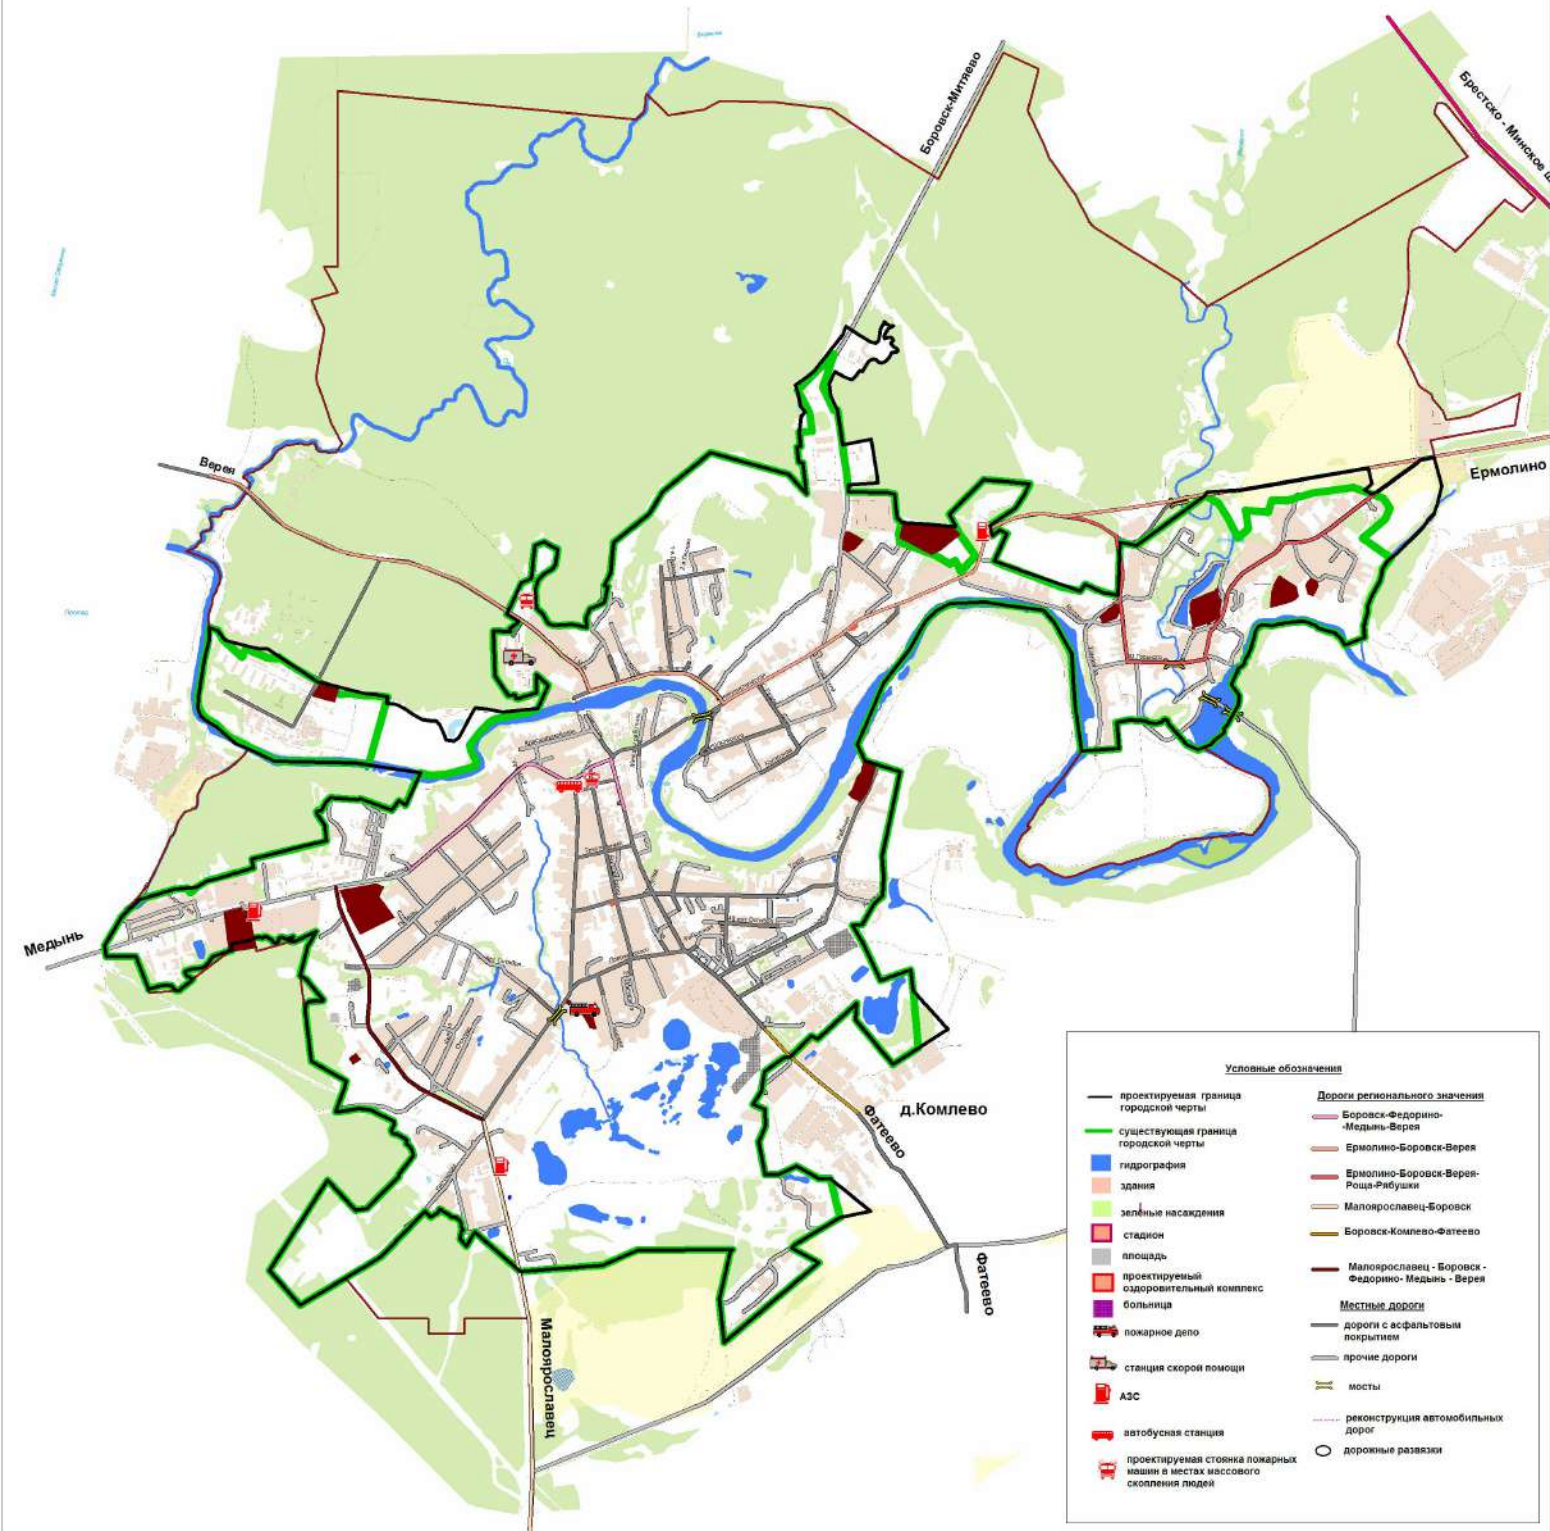 Боровск-Митяево
Брестско - Минское
Верея
Ермолино
Медынь
д.Комлево
Фатеево
Фатеево
Малоярославец
Условные обозначения
проектируемая граница
городской черты
существующая граница
городской черты
гидрография
здания
зелёные насаждения
стадион
площадь
проектируемый
оздоровительный комплекс
больница
пожарное депо
станция скорой помощи
АЗС
автобусная станция
проектируемая стоянка пожарных
машин в местах массового
скопления людей
Дороги регионального значения
Боровск-Федорино-
-Медынь-Верея
Ермолино-Боровск-Верея
Ермолино-Боровск-Верея-
Роща-Рябушки
Малоярославец-Боровск
Боровск-Комлево-Фатеево
Малоярославец - Боровск -
Федорино- Медынь - Верея
Местные дороги
дороги с асфальтовым
покрытием
прочие дороги
мосты
реконструкция автомобильных
дорог
дорожные развязки